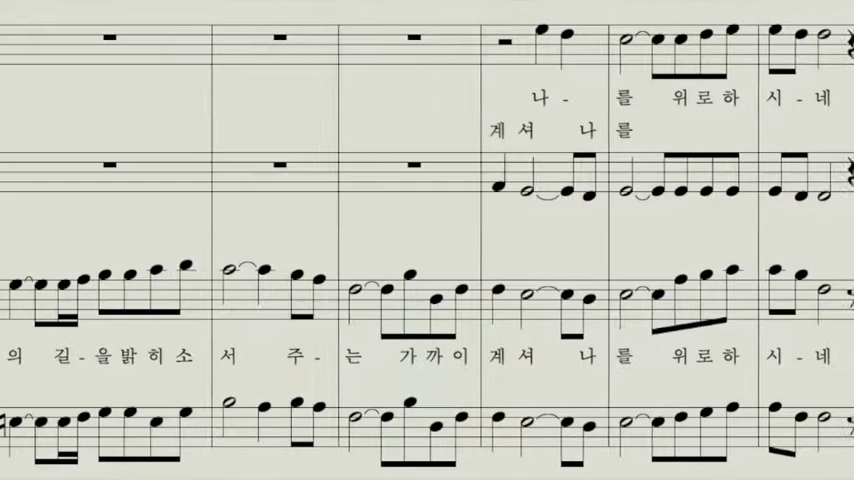 나 - 를 위로하 시 - 네
계 셔 나 를
의 길 - 을 밝 히 소 서 주 - 는 가 까 이 계 셔 나 를 위로하 시 - 네